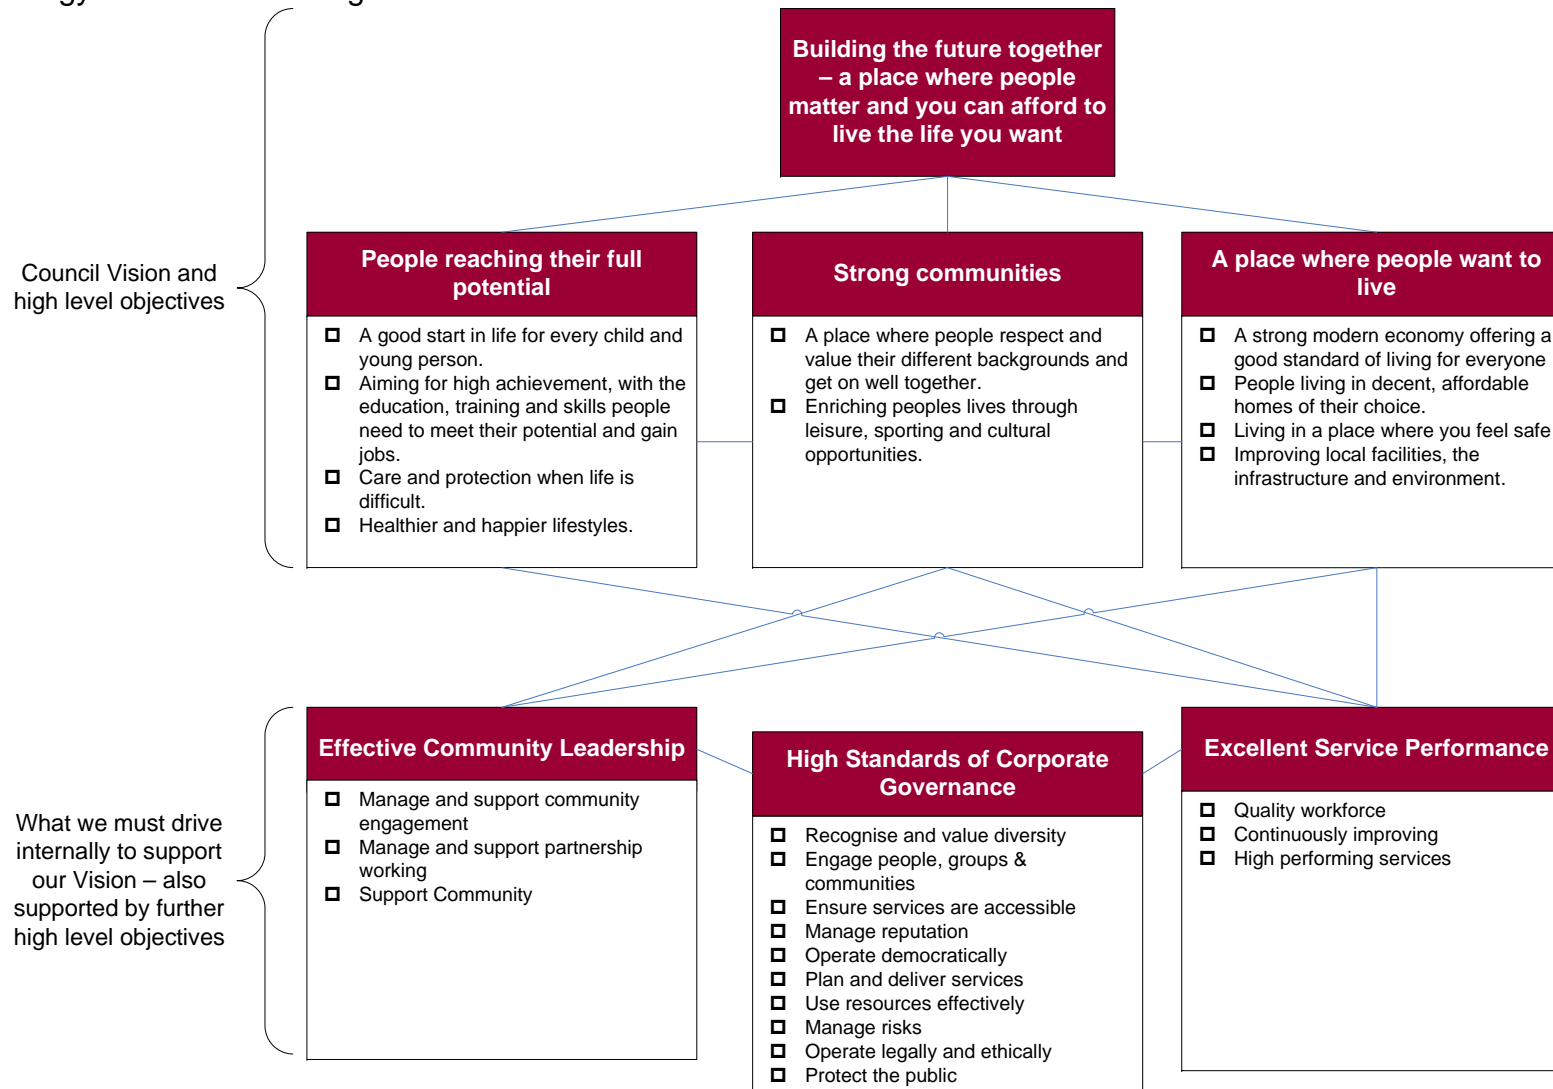 Building the future together
– a place where people
matter and you can afford to
live the life you want
Council Vision and
high level objectives
People reaching their full
potential
A good start in life for every child and
young person.
Aiming for high achievement, with the
education, training and skills people
need to meet their potential and gain
jobs.
Care and protection when life is
difficult.
Healthier and happier lifestyles.
Strong communities
A place where people respect and
value their different backgrounds and
get on well together.
Enriching peoples lives through
leisure, sporting and cultural
opportunities.
A place where people want to
live
A strong modern economy offering a
good standard of living for everyone
People living in decent, affordable
homes of their choice.
Living in a place where you feel safe
Improving local facilities, the
infrastructure and environment.
What we must drive
internally to support
our Vision – also
supported by further
high level objectives
Effective Community Leadership
Manage and support community
engagement
Manage and support partnership
working
Support Community
High Standards of Corporate
Governance
Recognise and value diversity
Engage people, groups &
communities
Ensure services are accessible
Manage reputation
Operate democratically
Plan and deliver services
Use resources effectively
Manage risks
Operate legally and ethically
Protect the public
Excellent Service Performance
Quality workforce
Continuously improving
High performing services